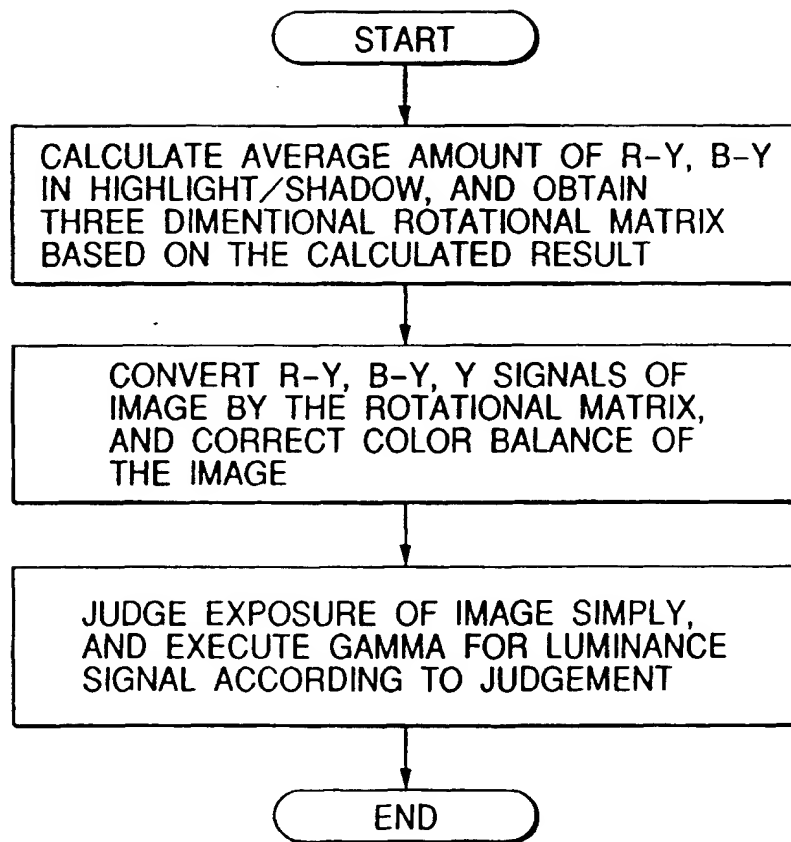 START
CALCULATE AVERAGE AMOUNT OF R-Y, B-Y
IN HIGHLIGHT/SHADOW, AND OBTAIN
THREE DIMENTIONAL ROTATIONAL MATRIX
BASED ON THE CALCULATED RESULT
CONVERT R-Y, B-Y, Y SIGNALS OF
IMAGE BY THE ROTATIONAL MATRIX,
AND CORRECT COLOR BALANCE OF
THE IMAGE
JUDGE EXPOSURE OF IMAGE SIMPLY,
AND EXECUTE GAMMA FOR LUMINANCE
SIGNAL ACCORDING TO JUDGEMENT
END